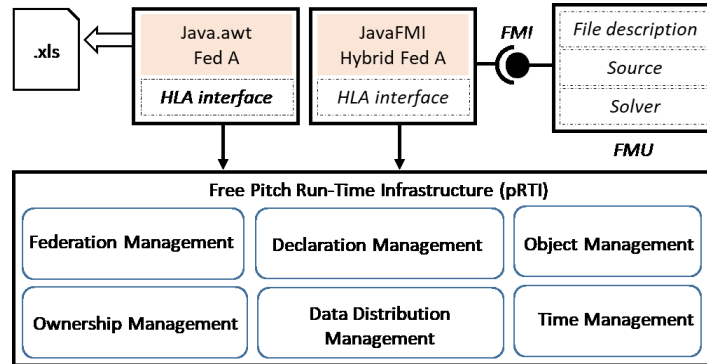 .xls
Java.awt
Fed A
HLA interface
JavaFMI
Hybrid Fed A
HLA interface
FMI
File description
Source
Solver
FMU
Free Pitch Run-Time Infrastructure (pRTI)
Federation Management
Declaration Management
Object Management
Ownership Management
Data Distribution
Management
Time Management